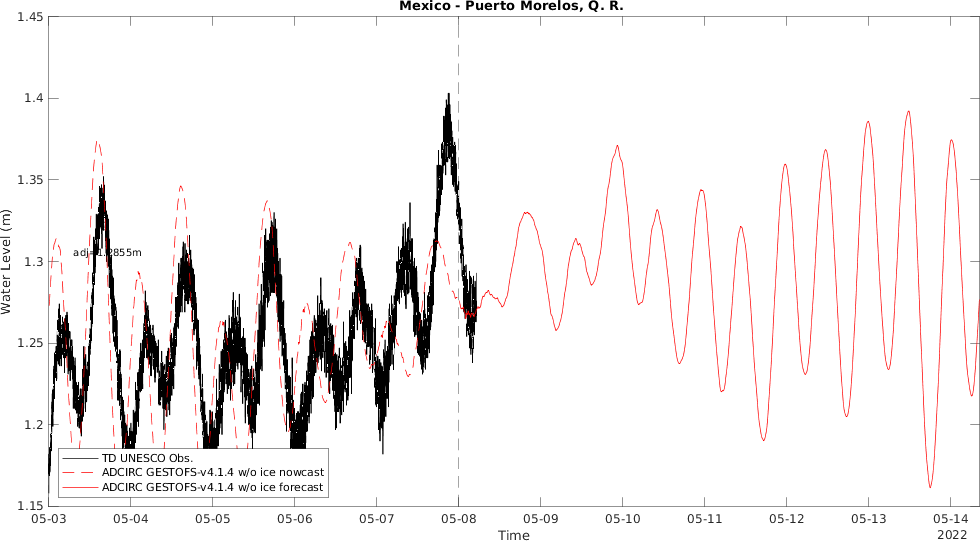 Mexico - Puerto Morelos, Q. R.
1.45
1.4
1.35
1.3
1.25
1.2
1.15
Water Level (m)
adj=1.2855m
TD UNESCO Obs.
ADCIRC GESTOFS-v4.1.4 w/o ice nowcast
ADCIRC GESTOFS-v4.1.4 w/o ice forecast
05-03 05-04 05-05 05-06 05-07 05-08 05-09 05-10 05-11 05-12 05-13 05-14
Time
2022